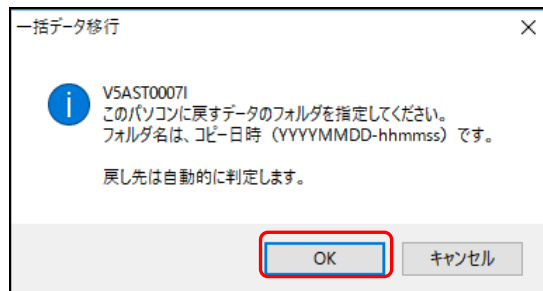 一括データ移行
V5AST0007I
このパソコンに戻すデータのフォルダを指定してください。
フォルダ名は、コピー日時（YYYYMMDD-hhmmss）です。
戻し先は自動的に判定します。
OK
キャンセル